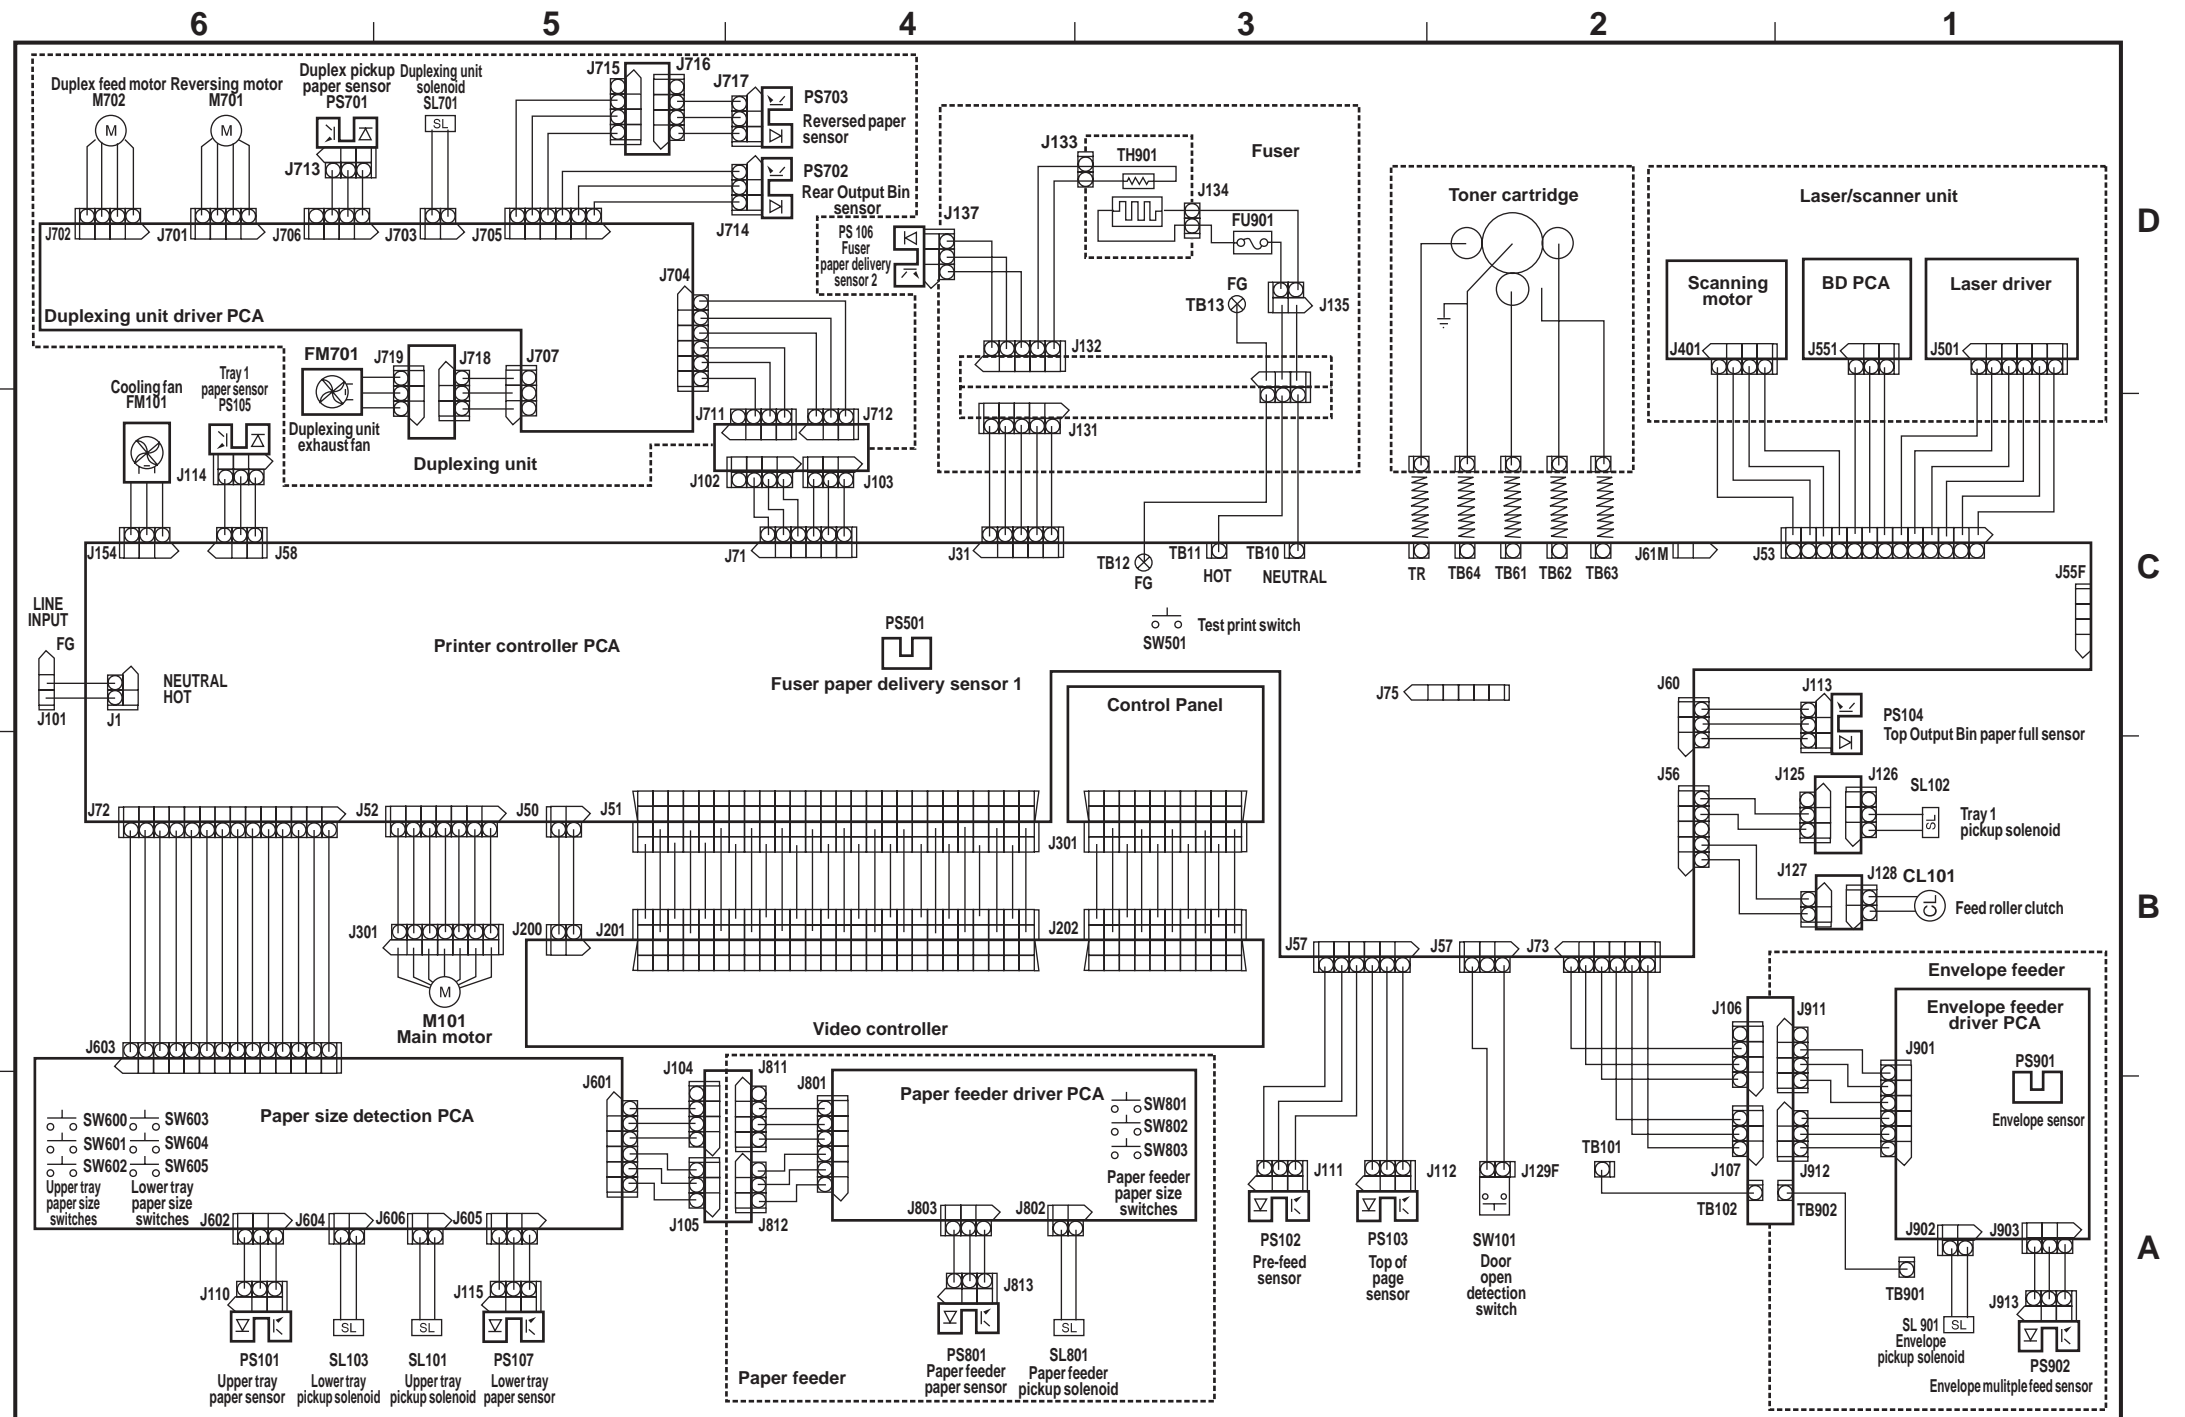 6 5 4 3 2 1
Duplex feed motor
M702
Reversing motor
M701
Duplex pickup
paper sensor
PS701
Duplexing unit
solenoid
SL701
J715
J716
J717
PS703
Reversed paper
sensor
M
M
SL
J713
PS702
Rear Output Bin
sensor
J714
J702
J701
J706
J703
J705
J704
Duplexing unit driver PCA
PS 106
Fuser
paper delivery
sensor 2
J137
J133
TH901
Fuser
J134
FU901
FG
TB13
J135
J132
J131
Toner cartridge
Laser/scanner unit
Scanning
motor
BD PCA
Laser driver
J401
J551
J501
D
FM701
J719
J718
J707
Duplexing unit
exhaust fan
Duplexing unit
Cooling fan
FM101
Tray 1
paper sensor
PS105
J114
J711
J712
J102
J103
J154
J58
J71
J31
TB12
FG
TB11
HOT
TB10
NEUTRAL
TR
TB64
TB61
TB62
TB63
J61M
J53
C
J55F
LINE
INPUT
FG
J101
J1
NEUTRAL
HOT
Printer controller PCA
PS501
Fuser paper delivery sensor 1
SW501
Test print switch
Control Panel
J75
J60
J113
PS104
Top Output Bin paper full sensor
J56
J125
J126
SL102
SL
Tray 1
pickup solenoid
J127
J128
CL101
CL
Feed roller clutch
B
J72
J52
J50
J51
J301
J301
J200
J201
J202
M
M101
Main motor
Video controller
J57
J57
J73
J603
Paper size detection PCA
SW600
SW601
SW602
SW603
SW604
SW605
Upper tray
paper size
switches
Lower tray
paper size
switches
J601
J104
J105
J811
J812
J801
Paper feeder driver PCA
SW801
SW802
SW803
Paper feeder
paper size
switches
J602
J604
J606
J605
J803
J802
J110
J115
J813
SL
SL
SL
PS101
Upper tray
paper sensor
SL103
Lower tray
pickup solenoid
SL101
Upper tray
pickup solenoid
PS107
Lower tray
paper sensor
Paper feeder
PS801
Paper feeder
paper sensor
SL801
Paper feeder
pickup solenoid
J111
PS102
Pre-feed
sensor
J112
PS103
Top of
page
sensor
J129F
SW101
Door
open
detection
switch
TB101
J106
J911
J107
J912
TB102
TB902
Envelope feeder
Envelope feeder
driver PCA
J901
PS901
Envelope sensor
J902
J903
TB901
SL 901
Envelope
pickup solenoid
SL
J913
PS902
Envelope mulitple feed sensor
A